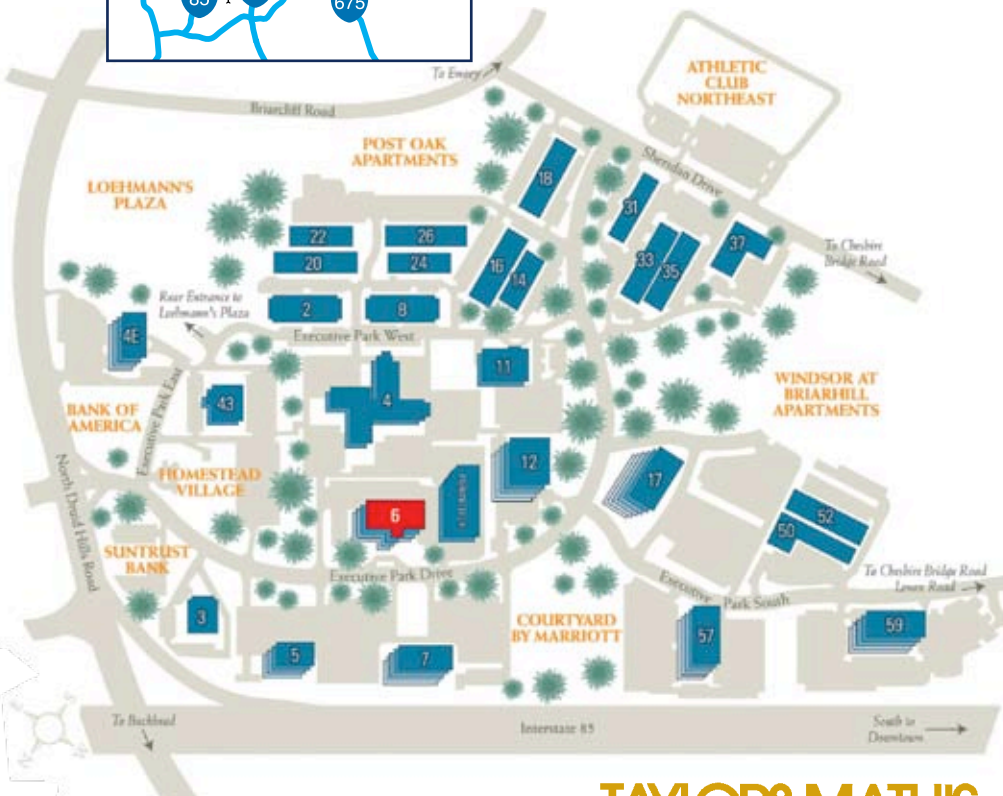 85
675
To Emory
ATHLETIC
CLUB
NORTHEAST
Briarcliff Road
POST OAK
APARTMENTS
Sheridan Drive
LOEHMANN'S
PLAZA
18
31
22
26
37
To Cheshire
Bridge Road
20
24
16
14
33
35
Rear Entrance to
Loehmann's Plaza
2
8
4E
Executive Park West
11
WINDSOR AT
BRIARHILL
APARTMENTS
43
4
BANK OF
AMERICA
Executive Park East
12
17
HOMESTEAD
VILLAGE
North Druid Hills Road
6
52
50
SUNTRUST
BANK
Executive Park Drive
To Cheshire Bridge Road
Executive Park South
3
COURTYARD
BY MARRIOTT
57
59
5
7
To Buckhead
Interstate 85
South to
Downtown